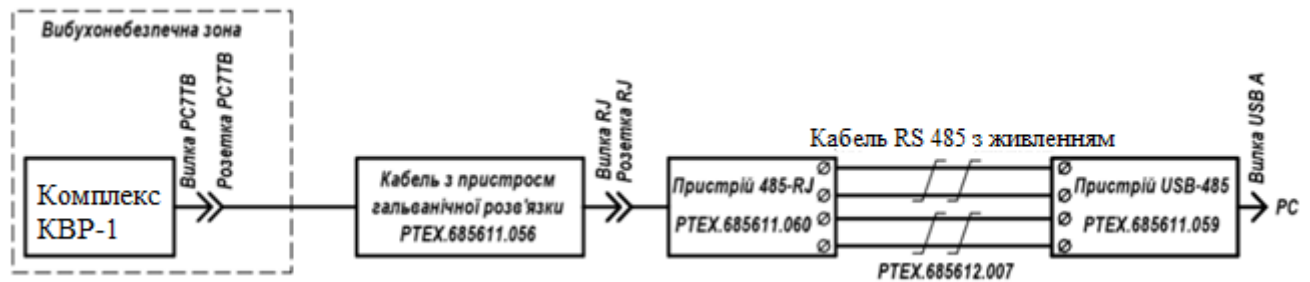 Вибухонебезпечна зона
Комплекс
КВР-1
Вилка РС7ТВ
Розетка РС7ТВ
Кабель з пристроєм
гальванічної розв'язки
РТЕХ.685611.056
Вилка RJ
Розетка RJ
Пристрій 485-RJ
РТЕХ.685611.060
Кабель RS 485 з живленням
РТЕХ.685612.007
Пристрій USB-485
РТЕХ.685611.059
Вилка USB A
PC